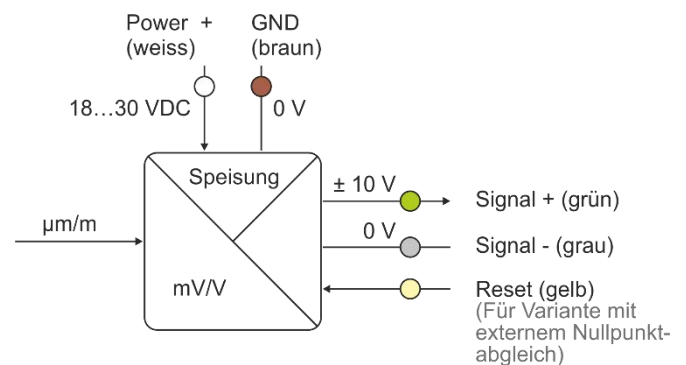 Power +
(weiss)
GND
(braun)
18...30 VDC
0 V
Speisung
± 10 V
Signal + (grün)
µm/m
0 V
Signal - (grau)
mV/V
Reset (gelb)
(Für Variante mit
externem Nullpunkt-
abgleich)